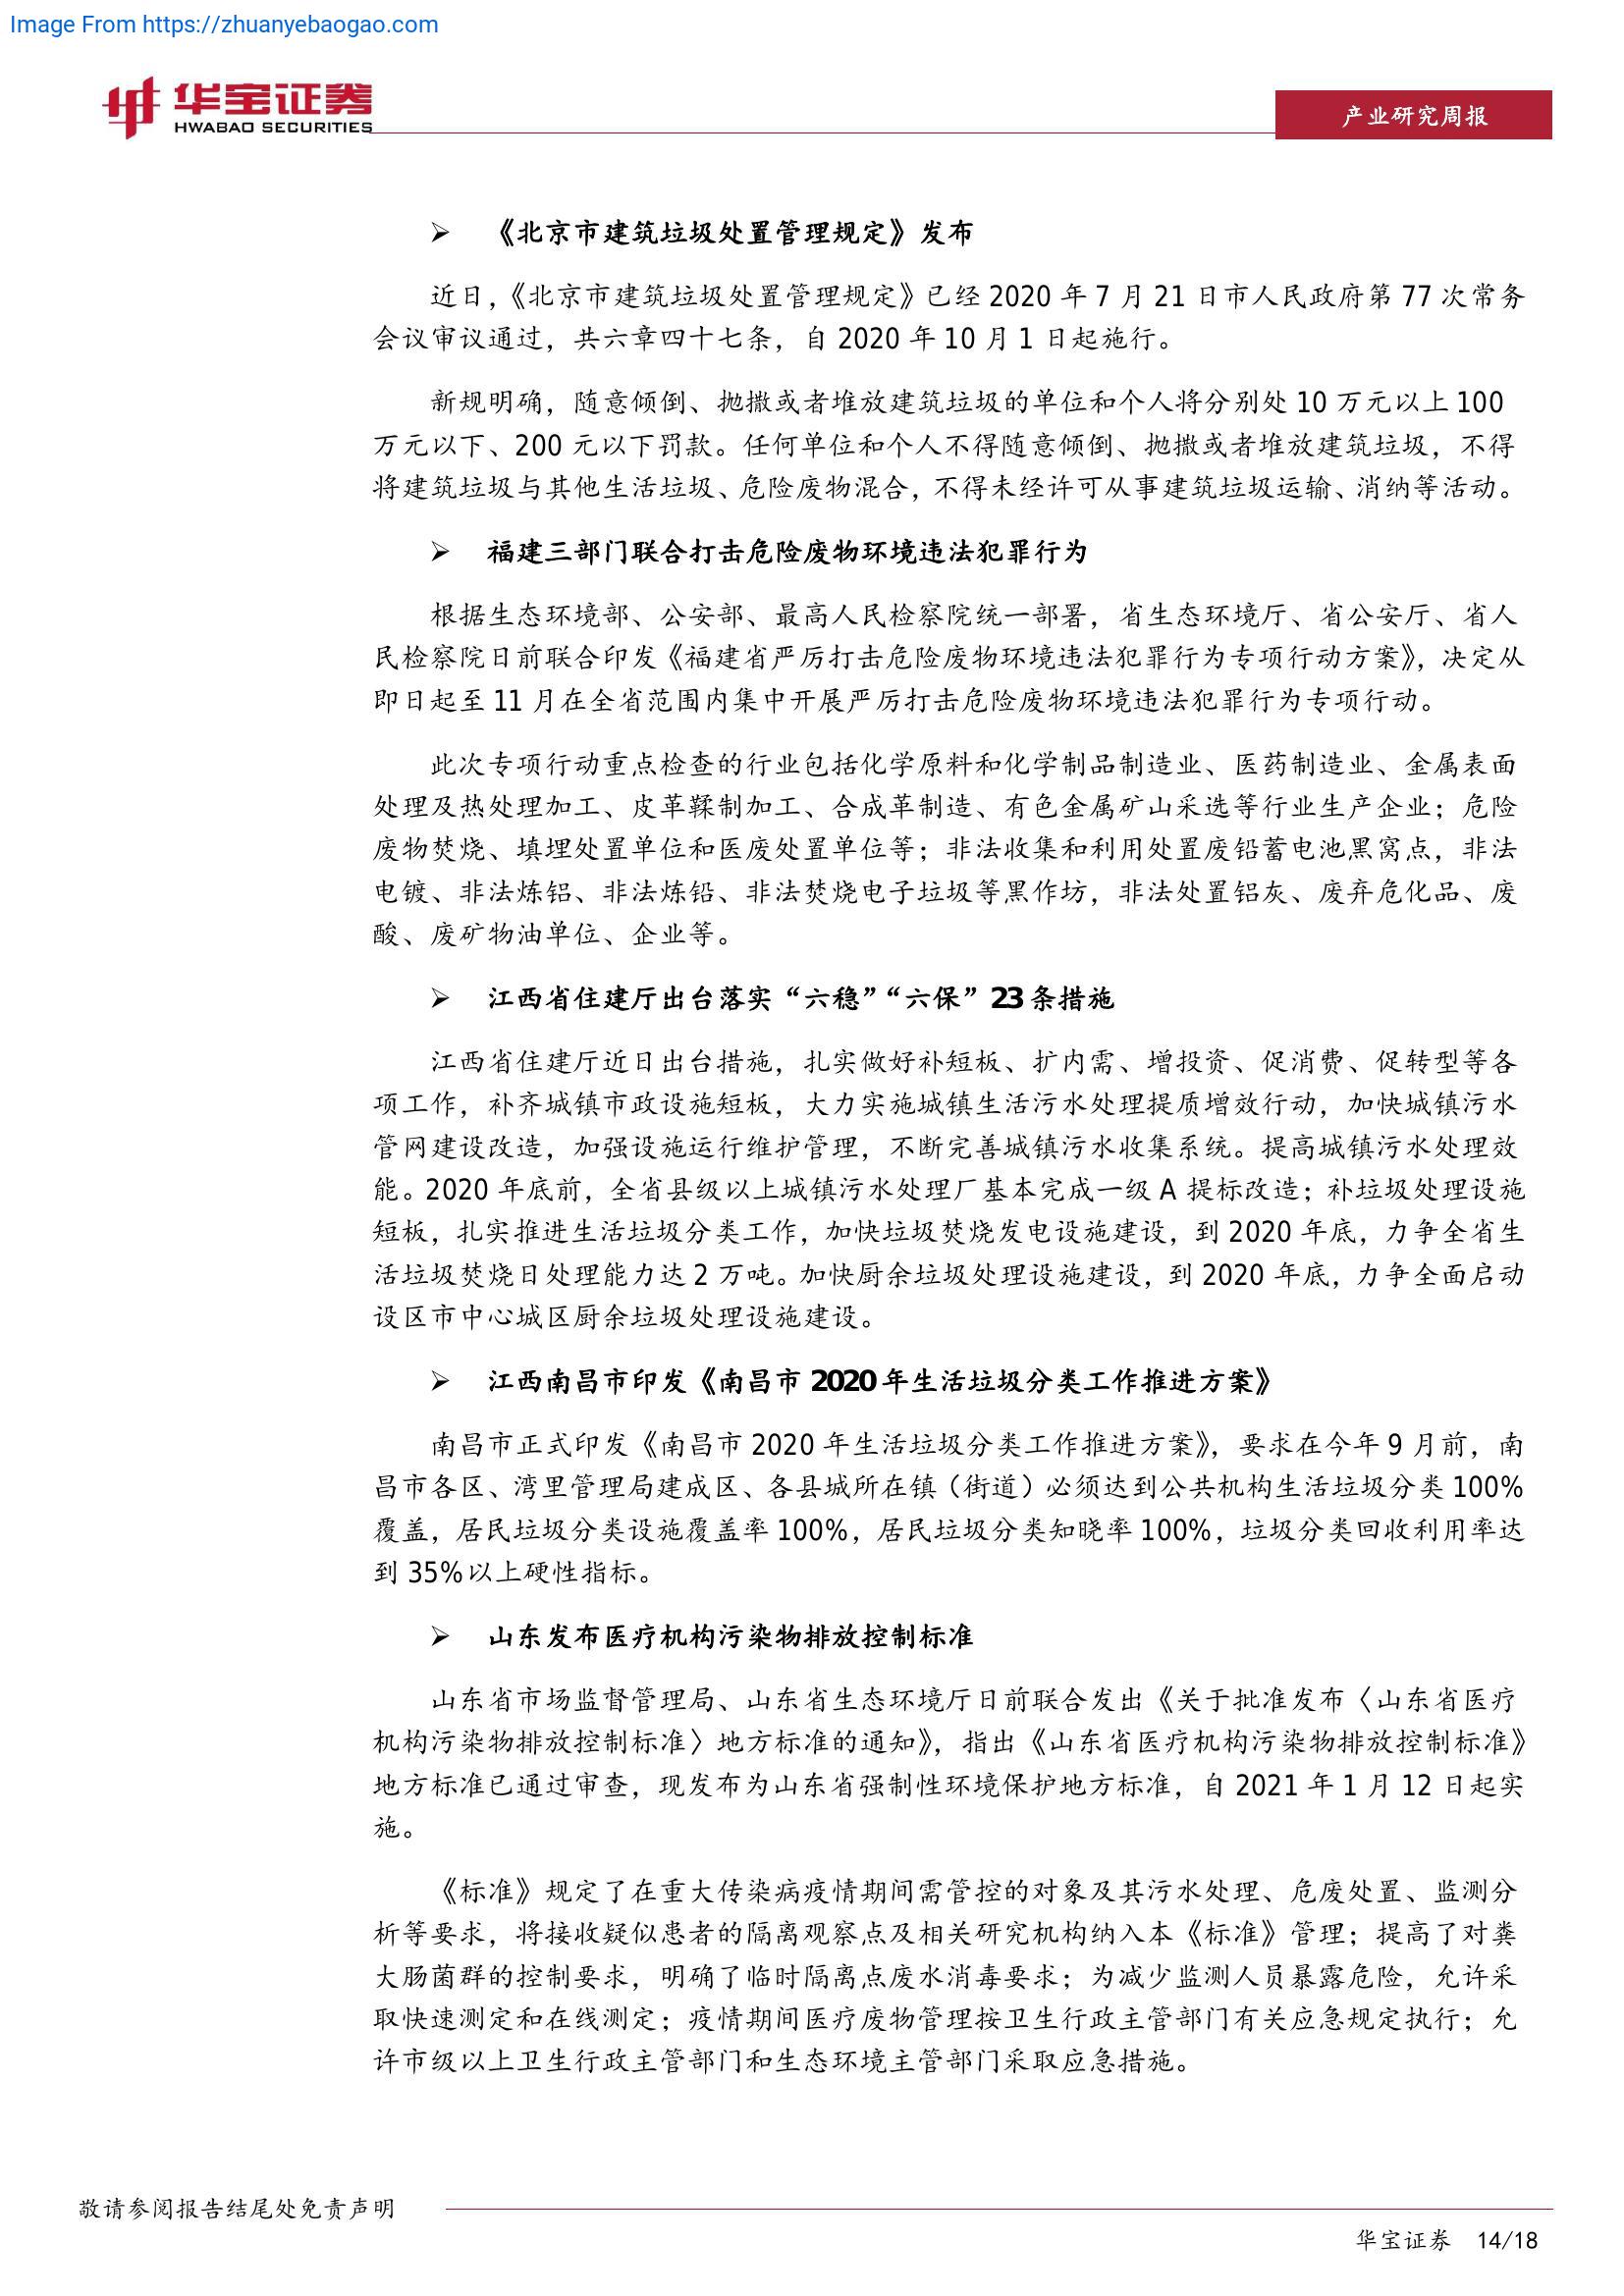 Image From https://zhuanyebaogao.com
华宝证券
HWABAO SECURITIES
产业研究周报
➢ 《北京市建筑垃圾处置管理规定》发布
近日，《北京市建筑垃圾处置管理规定》已经 2020 年 7 月 21 日市人民政府第 77 次常务
会议审议通过，共六章四十七条，自 2020 年 10 月 1 日起施行。
新规明确，随意倾倒、抛撒或者堆放建筑垃圾的单位和个人将分别处 10 万元以上 100
万元以下、200 元以下罚款。任何单位和个人不得随意倾倒、抛撒或者堆放建筑垃圾，不得
将建筑垃圾与其他生活垃圾、危险废物混合，不得未经许可从事建筑垃圾运输、消纳等活动。
➢ 福建三部门联合打击危险废物环境违法犯罪行为
根据生态环境部、公安部、最高人民检察院统一部署，省生态环境厅、省公安厅、省人
民检察院日前联合印发《福建省严厉打击危险废物环境违法犯罪行为专项行动方案》，决定从
即日起至 11 月在全省范围内集中开展严厉打击危险废物环境违法犯罪行为专项行动。
此次专项行动重点检查的行业包括化学原料和化学制品制造业、医药制造业、金属表面
处理及热处理加工、皮革鞣制加工、合成革制造、有色金属矿山采选等行业生产企业；危险
废物焚烧、填埋处置单位和医废处置单位等；非法收集和利用处置废铅蓄电池黑窝点，非法
电镀、非法炼铝、非法炼铅、非法焚烧电子垃圾等黑作坊，非法处置铝灰、废弃危化品、废
酸、废矿物油单位、企业等。
➢ 江西省住建厅出台落实“六稳”“六保”23 条措施
江西省住建厅近日出台措施，扎实做好补短板、扩内需、增投资、促消费、促转型等各
项工作，补齐城镇市政设施短板，大力实施城镇生活污水处理提质增效行动，加快城镇污水
管网建设改造，加强设施运行维护管理，不断完善城镇污水收集系统。提高城镇污水处理效
能。2020 年底前，全省县级以上城镇污水处理厂基本完成一级 A 提标改造；补垃圾处理设施
短板，扎实推进生活垃圾分类工作，加快垃圾焚烧发电设施建设，到 2020 年底，力争全省生
活垃圾焚烧日处理能力达 2 万吨。加快厨余垃圾处理设施建设，到 2020 年底，力争全面启动
设区市中心城区厨余垃圾处理设施建设。
➢ 江西南昌市印发《南昌市 2020 年生活垃圾分类工作推进方案》
南昌市正式印发《南昌市 2020 年生活垃圾分类工作推进方案》，要求在今年 9 月前，南
昌市各区、湾里管理局建成区、各县城所在镇（街道）必须达到公共机构生活垃圾分类 100%
覆盖，居民垃圾分类设施覆盖率 100%，居民垃圾分类知晓率 100%，垃圾分类回收利用率达
到 35%以上硬性指标。
➢ 山东发布医疗机构污染物排放控制标准
山东省市场监督管理局、山东省生态环境厅日前联合发出《关于批准发布〈山东省医疗
机构污染物排放控制标准〉地方标准的通知》，指出《山东省医疗机构污染物排放控制标准》
地方标准已通过审查，现发布为山东省强制性环境保护地方标准，自 2021 年 1 月 12 日起实
施。
《标准》规定了在重大传染病疫情期间需管控的对象及其污水处理、危废处置、监测分
析等要求，将接收疑似患者的隔离观察点及相关研究机构纳入本《标准》管理；提高了对粪
大肠菌群的控制要求，明确了临时隔离点废水消毒要求；为减少监测人员暴露危险，允许采
取快速测定和在线测定；疫情期间医疗废物管理按卫生行政主管部门有关应急规定执行；允
许市级以上卫生行政主管部门和生态环境主管部门采取应急措施。
敬请参阅报告结尾处免责声明
华宝证券 14/18